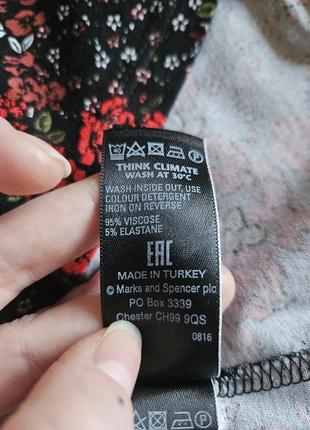 40
THINK CLIMATE
WASH AT 30°C
WASH INSIDE OUT, USE
COLOUR DETERGENT
IRON ON REVERSE
95% VISCOSE
5% ELASTANE
EAC
MADE IN TURKEY
© Marks and Spencer plc
PO Box 3339
Chester CH99 9QS
0816